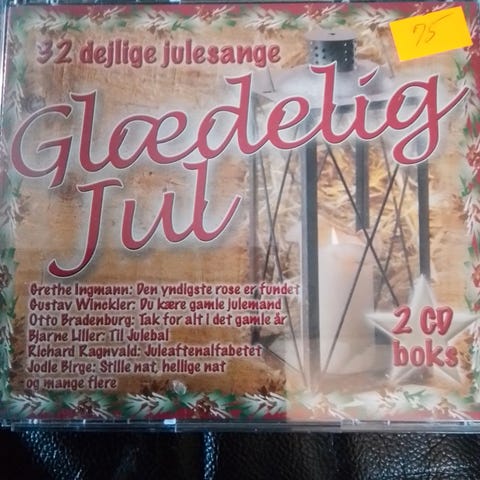 32 dejlige julesange
75
Glædelig
Jul
Grethe Ingmann: Den yndigste rose er fundet
Gustav Winckler: Du kære gamle julemand
Otto Bradenburg: Tak for alt i det gamle år
Bjarne Liller: Til Julebal
Richard Ragnvald: Juleaftenalfabetet
Jodle Birge: Stille nat, hellige nat
og mange flere
2 CD
boks